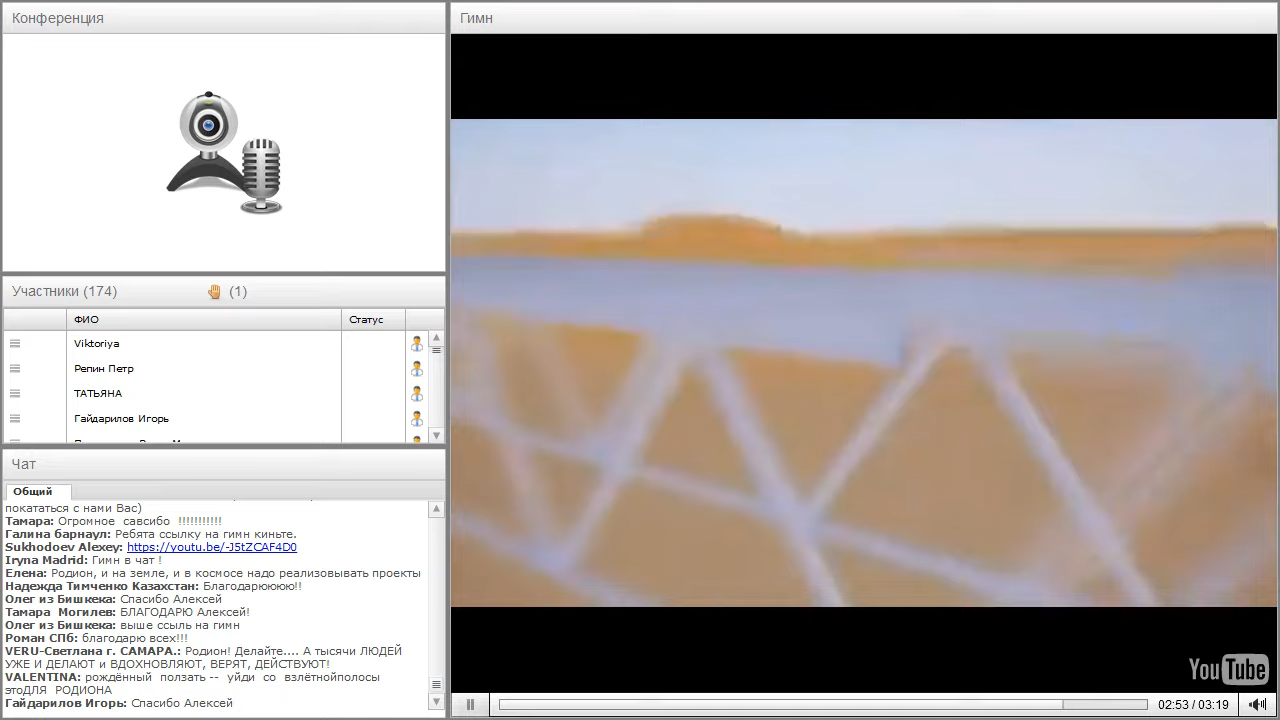 Конференция
Гимн
Участники (174)
(1)
ФИО
Статус
Viktoriya
Репин Петр
ТАТЬЯНА
Гайдарилов Игорь
Чат
Общий
покататься с нами Вас)
Тамара: Огромное савсибо !!!!!!!!!!!
Галина барнаул: Ребята ссылку на гимн киньте.
Sukhodoev Alexey: https://youtu.be/-J5tZCAF4D0
Iryna Madrid: Гимн в чат !
Елена: Родион, и на земле, и в космосе надо реализовывать проекты
Надежда Тимченко Казахстан: Благодарюююю!!
Олег из Бишкека: Спасибо Алексей
Тамара Могилев: БЛАГОДАРЮ Алексей!
Олег из Бишкека: выше ссыль на гимн
Роман СПб: благодарю всех!!!
VERU-Светлана г. САМАРА.: Родион! Делайте.... А тысячи ЛЮДЕЙ
УЖЕ И ДЕЛАЮТ и ВДОХНОВЛЯЮТ, ВЕРЯТ, ДЕЙСТВУЮТ!
VALENTINA: рождённый ползать -- уйди со взлётнойполосы
этоДЛЯ РОДИОНА
Гайдарилов Игорь: Спасибо Алексей
YouTube
02:53 / 03:19